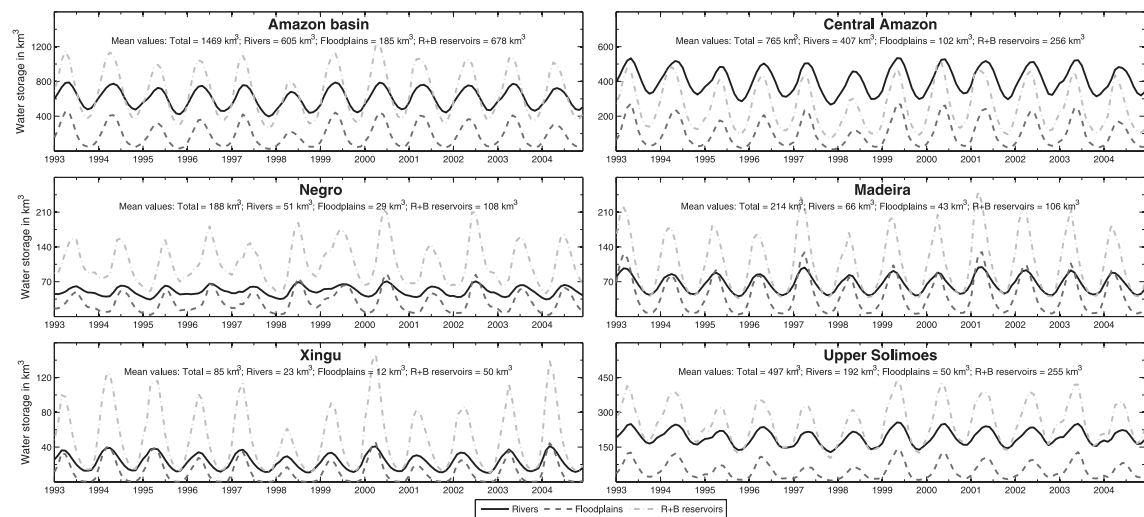 Amazon basin
Mean values: Total = 1469 km³; Rivers = 605 km³; Floodplains = 185 km³; R+B reservoirs = 678 km³
Water storage in km³
1200
800
400
1993 1994 1995 1996 1997 1998 1999 2000 2001 2002 2003 2004
Central Amazon
Mean values: Total = 765 km³; Rivers = 407 km³; Floodplains = 102 km³; R+B reservoirs = 256 km³
600
400
200
1993 1994 1995 1996 1997 1998 1999 2000 2001 2002 2003 2004
Negro
Mean values: Total = 188 km³; Rivers = 51 km³; Floodplains = 29 km³; R+B reservoirs = 108 km³
Water storage in km³
210
140
70
1993 1994 1995 1996 1997 1998 1999 2000 2001 2002 2003 2004
Madeira
Mean values: Total = 214 km³; Rivers = 66 km³; Floodplains = 43 km³; R+B reservoirs = 106 km³
210
140
70
1993 1994 1995 1996 1997 1998 1999 2000 2001 2002 2003 2004
Xingu
Mean values: Total = 85 km³; Rivers = 23 km³; Floodplains = 12 km³; R+B reservoirs = 50 km³
Water storage in km³
120
80
40
1993 1994 1995 1996 1997 1998 1999 2000 2001 2002 2003 2004
Upper Solimoes
Mean values: Total = 497 km³; Rivers = 192 km³; Floodplains = 50 km³; R+B reservoirs = 255 km³
450
300
150
1993 1994 1995 1996 1997 1998 1999 2000 2001 2002 2003 2004
Rivers Floodplains R+B reservoirs